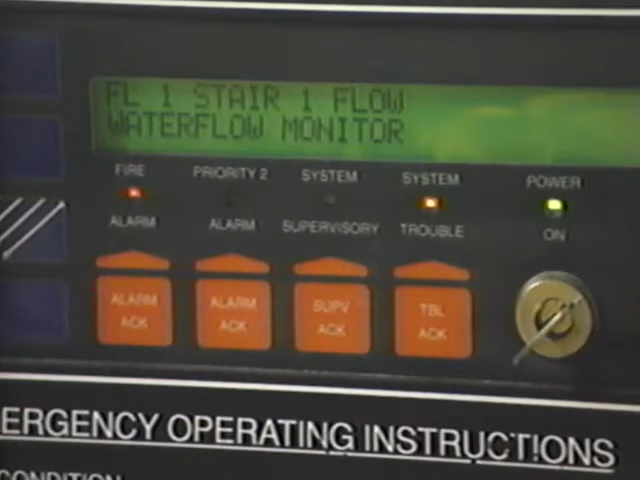 FL 1 STAIR 1 FLOW
WATERFLOW MONITOR
FIRE PRIORITY 2 SYSTEM SYSTEM POWER
ALARM ALARM SUPERVISORY TROUBLE ON
ALARM ALARM SUPV TBL
ACK ACK ACK ACK
ERGENCY OPERATING INSTRUCTIONS
CONDITION